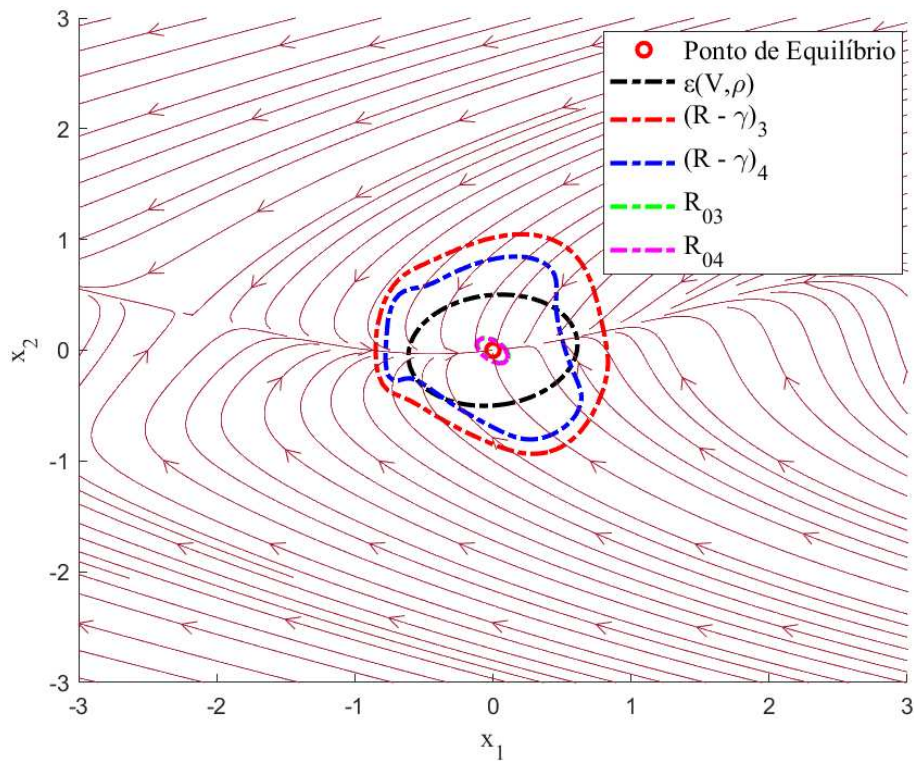 3
2
1
0
-1
-2
-3
x2
-3
-2
-1
0
1
2
3
x1
Ponto de Equilíbrio
ε(V,ρ)
(R - γ)3
(R - γ)4
R03
R04